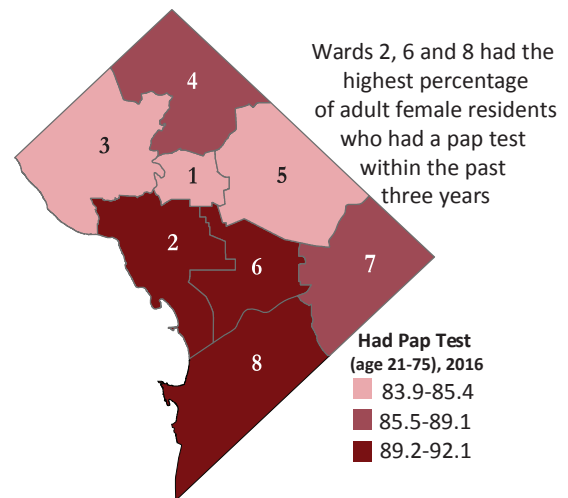 Wards 2, 6 and 8 had the
highest percentage
of adult female residents
who had a pap test
within the past
three years
4
3
1
5
2
6
7
8
Had Pap Test
(age 21-75), 2016
83.9-85.4
85.5-89.1
89.2-92.1